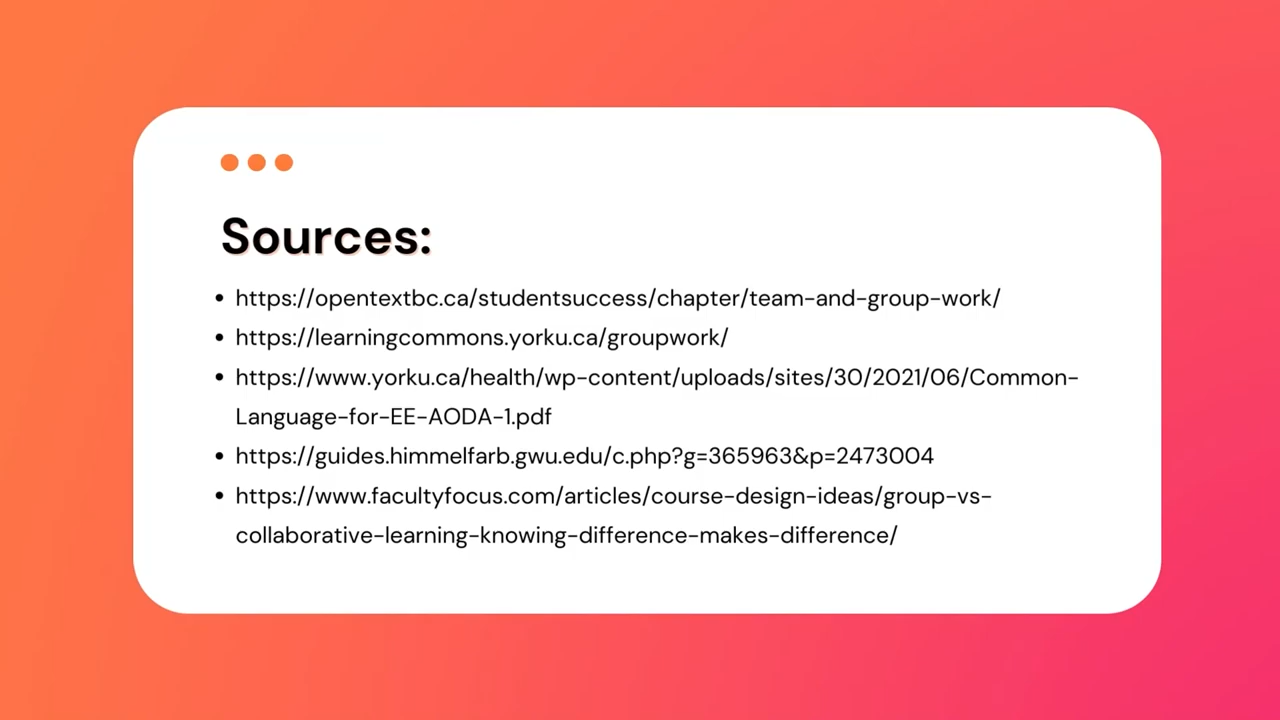 Sources:
• https://opentextbc.ca/studentsuccess/chapter/team-and-group-work/
• https://learningcommons.yorku.ca/groupwork/
• https://www.yorku.ca/health/wp-content/uploads/sites/30/2021/06/Common-
Language-for-EE-AODA-1.pdf
• https://guides.himmelfarb.gwu.edu/c.php?g=365963&p=2473004
• https://www.facultyfocus.com/articles/course-design-ideas/group-vs-
collaborative-learning-knowing-difference-makes-difference/